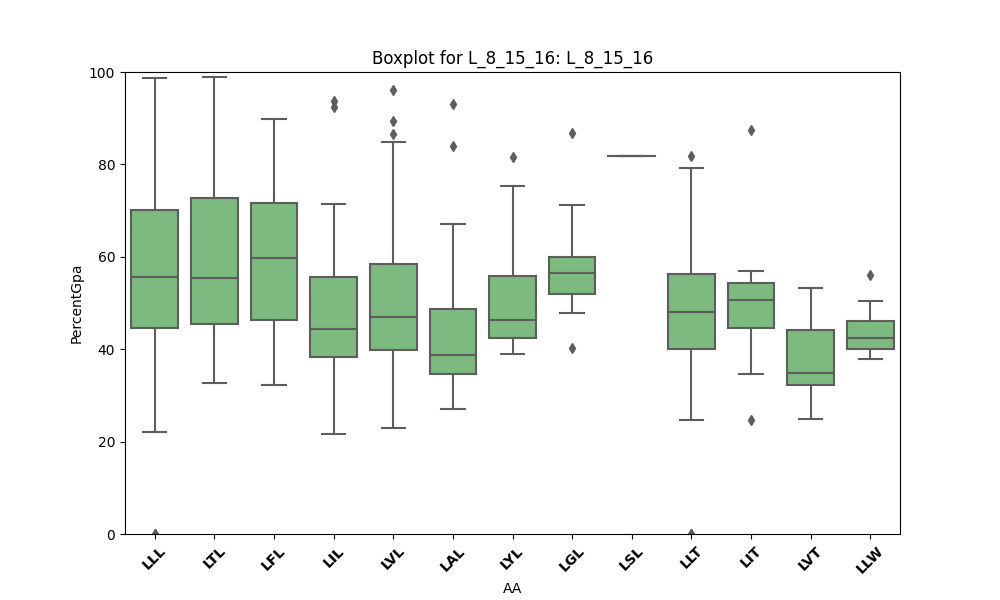 Boxplot for L_8_15_16: L_8_15_16
100
80
60
40
20
0
PercentGpa
LLL LTL LFL LIL LVL LAL LYL LGL LSL LLT LIT LVT LLW
AA